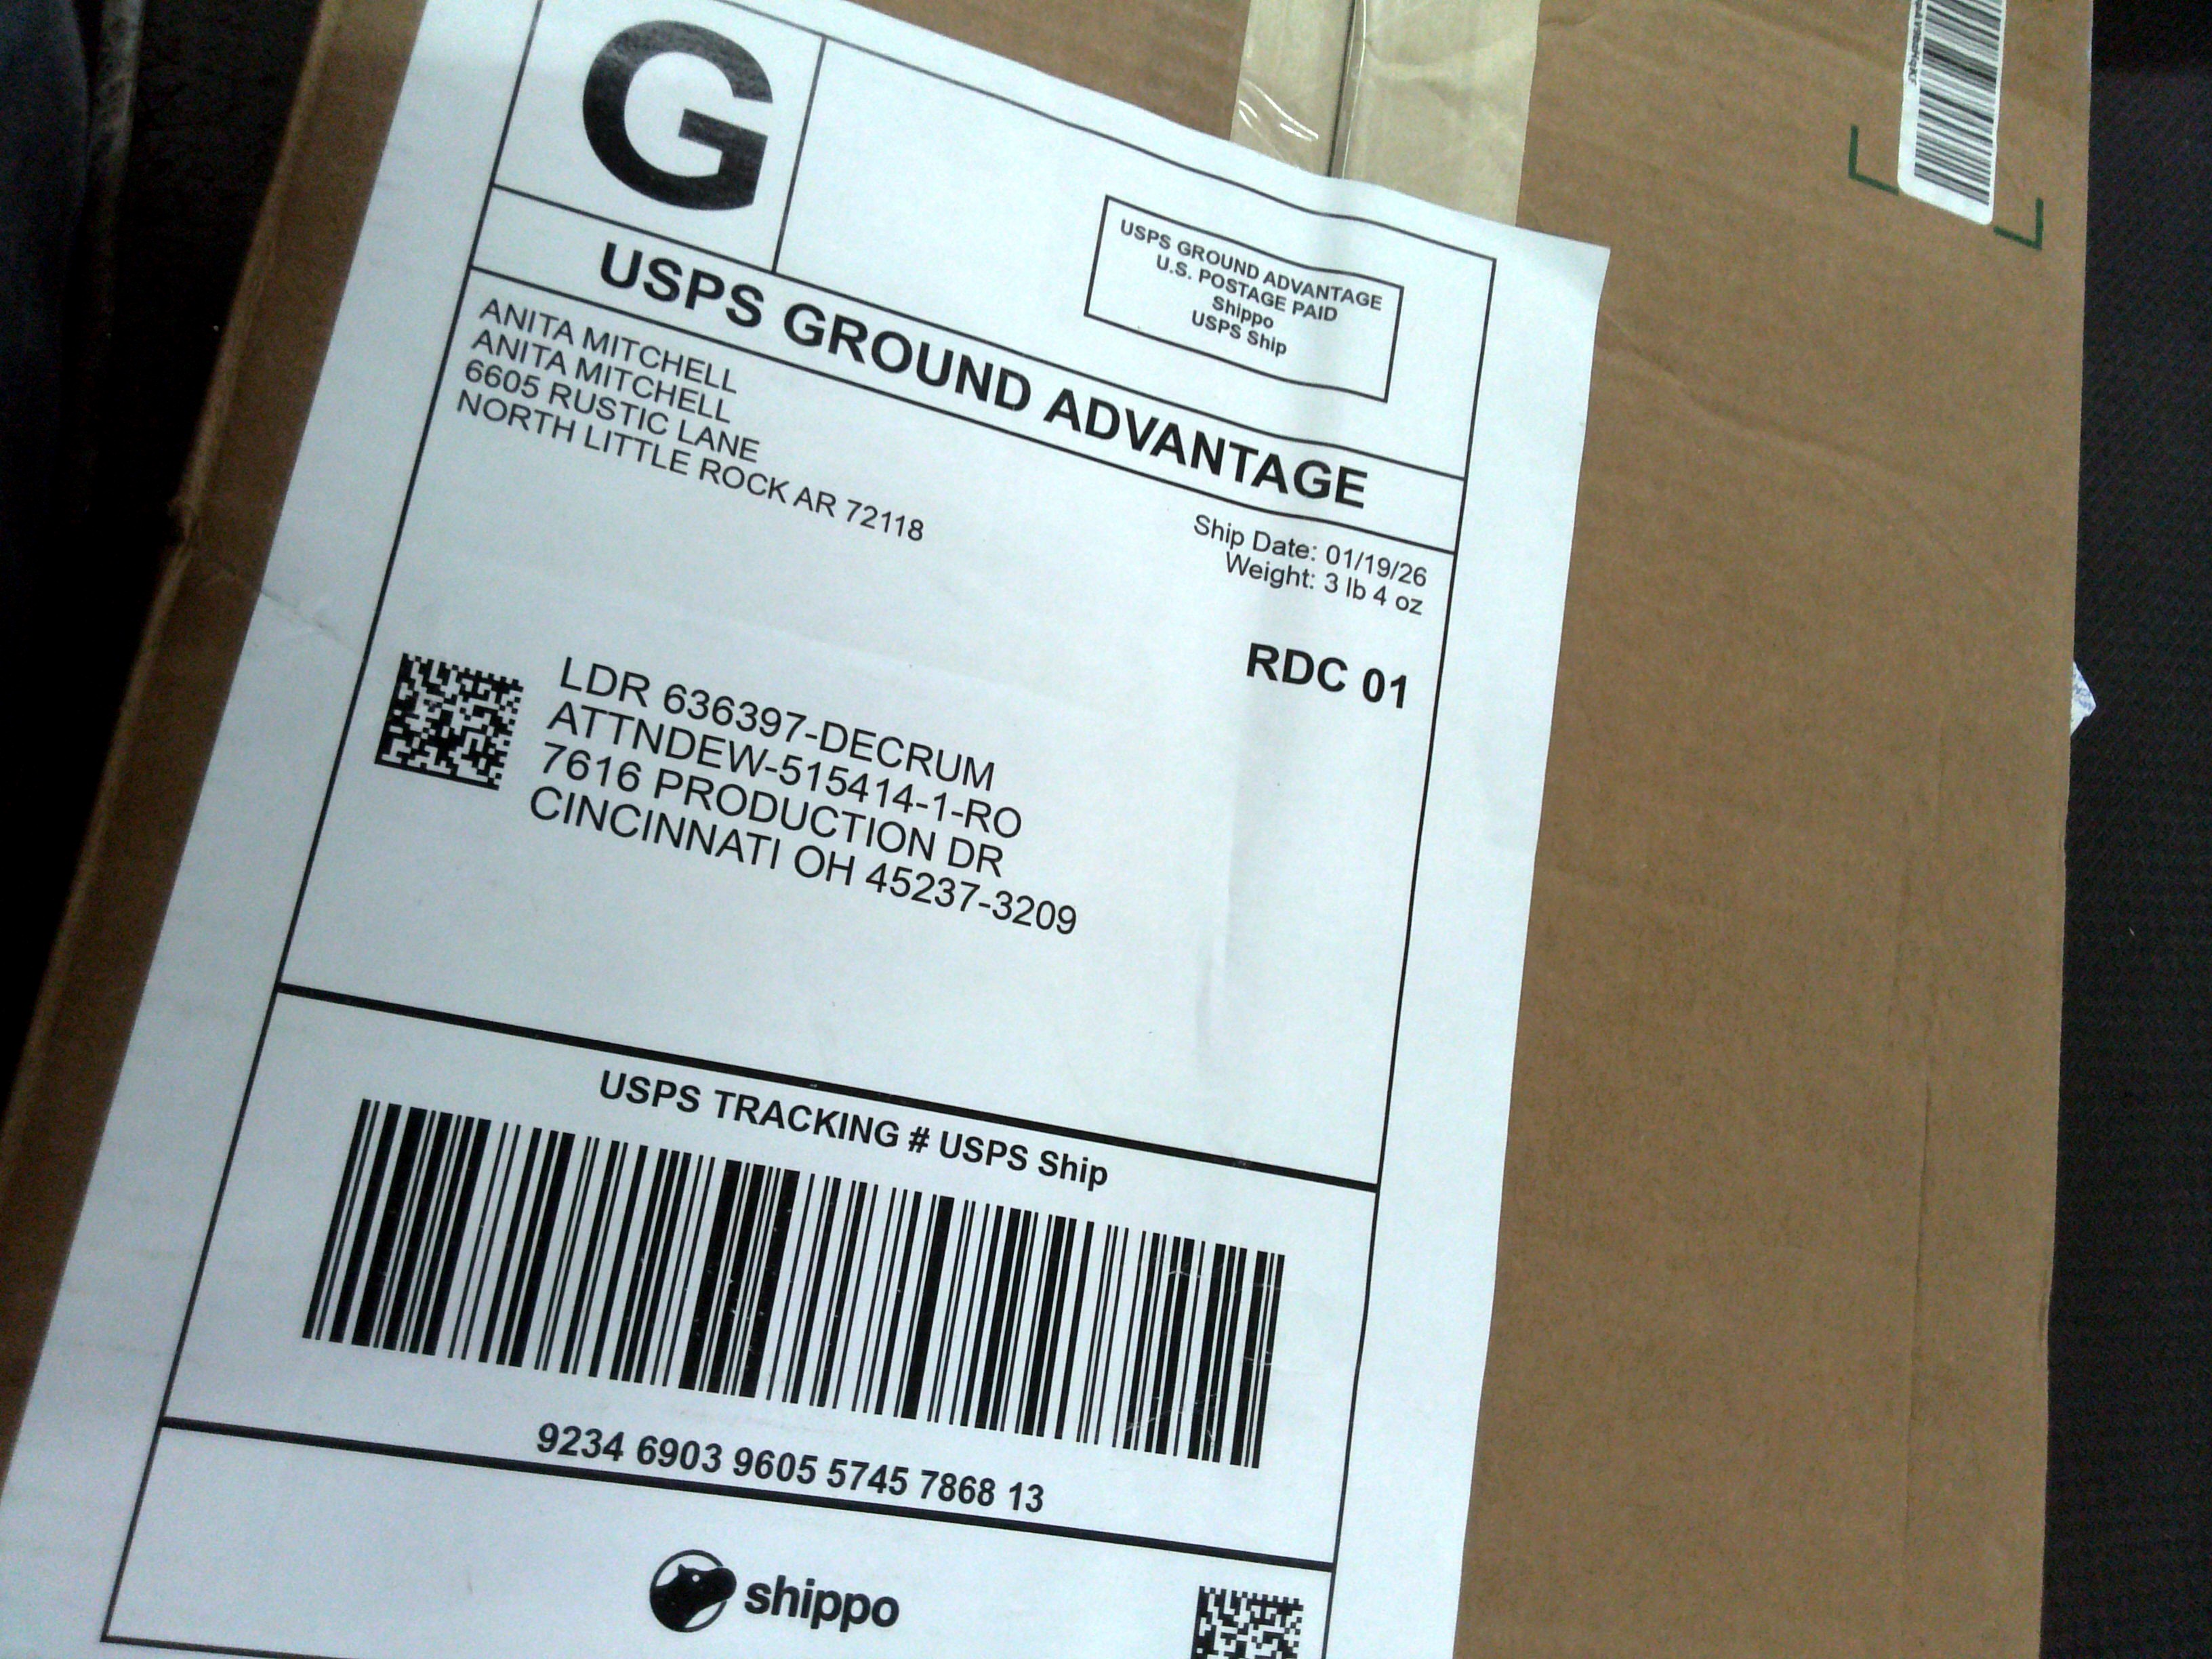 G
USPS GROUND ADVANTAGE
U.S. POSTAGE PAID
Shippo
USPS Ship
USPS GROUND ADVANTAGE
ANITA MITCHELL
ANITA MITCHELL
6605 RUSTIC LANE
NORTH LITTLE ROCK AR 72118
Ship Date: 01/19/26
Weight: 3 lb 4 oz
RDC 01
LDR 636397-DECRUM
ATTNDEW-515414-1-RO
7616 PRODUCTION DR
CINCINNATI OH 45237-3209
USPS TRACKING # USPS Ship
9234 6903 9605 5745 7868 13
shippo